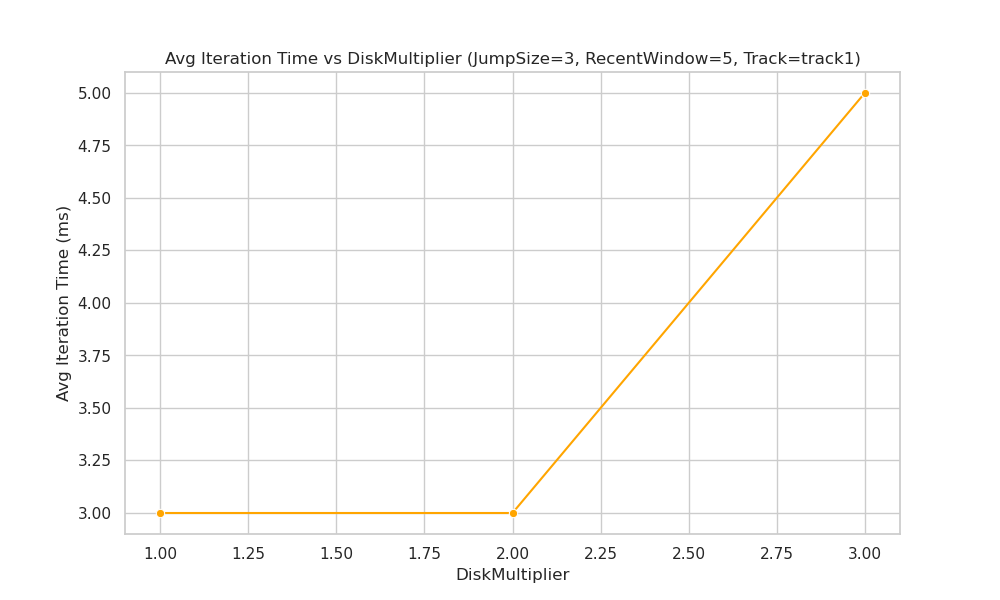 Avg Iteration Time vs DiskMultiplier (JumpSize=3, RecentWindow=5, Track=track1)
Avg Iteration Time (ms)
5.00
4.75
4.50
4.25
4.00
3.75
3.50
3.25
3.00
1.00 1.25 1.50 1.75 2.00 2.25 2.50 2.75 3.00
DiskMultiplier